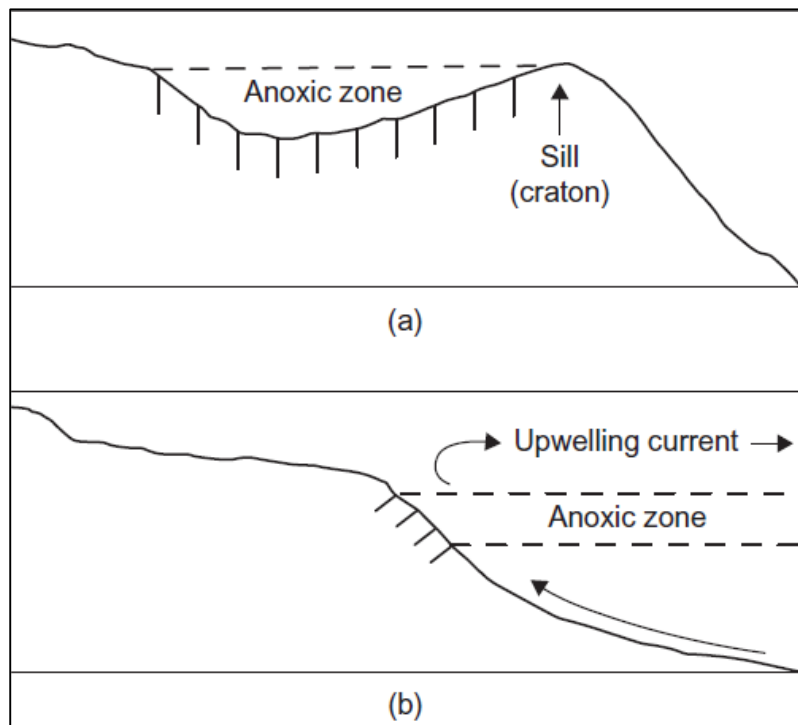 Anoxic zone
Sill
(craton)
(a)
Upwelling current
Anoxic zone
(b)